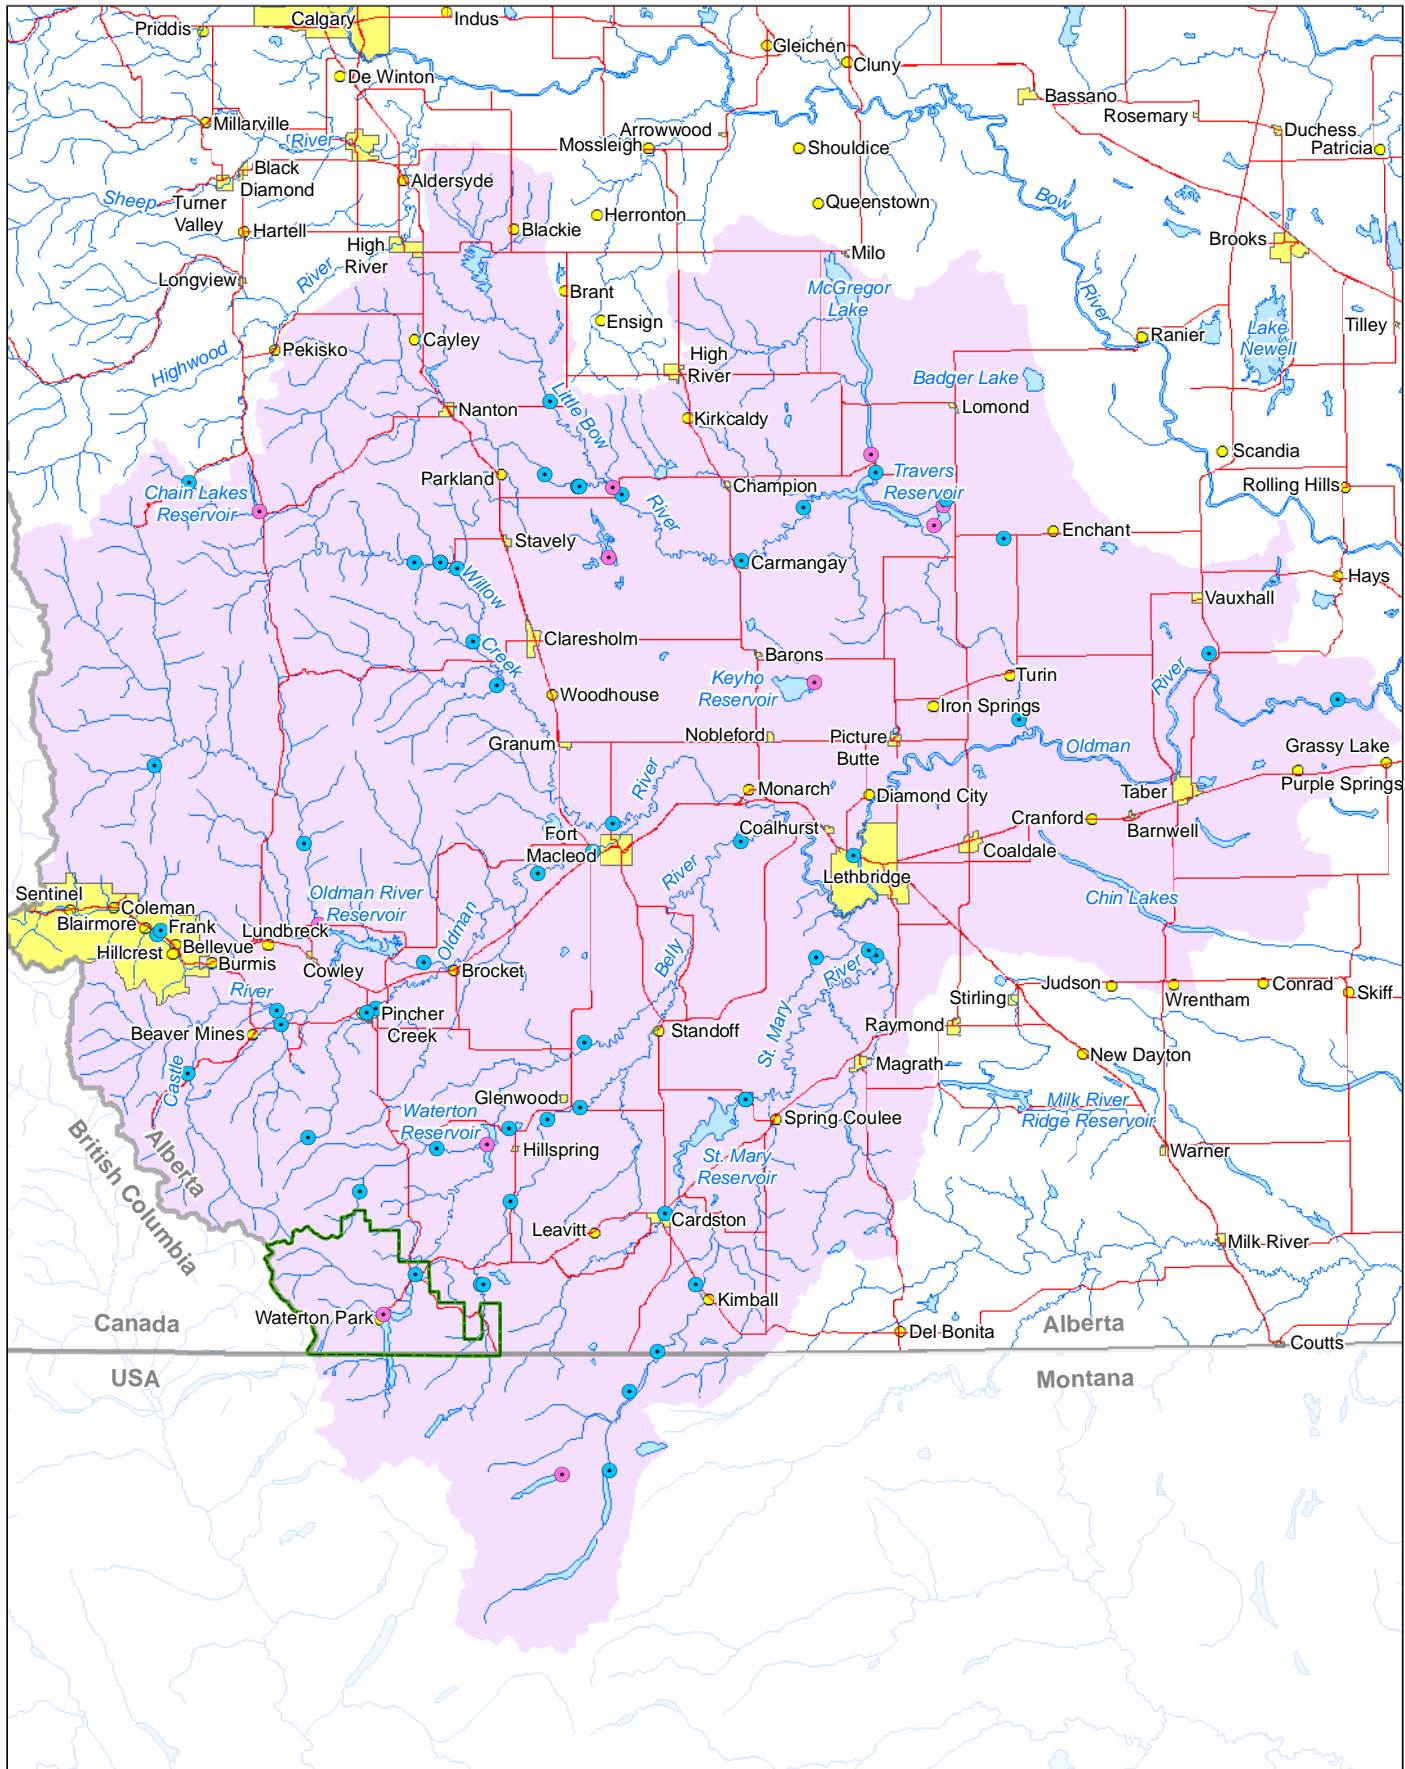 Calgary
Indus
Priddis
Gleichen
Cluny
De Winton
Bassano
Rosemary
Millarville
River
Arrowwood
Mossleigh
Shouldice
Duchess
Patricia
Black
Diamond
Aldersyde
Sheep
Turner
Valley
Herronton
Queenstown
Bow
River
Hartell
Blackie
High
River
Milo
Brooks
Longview
River
Brant
McGregor
Lake
Ensign
Tilley
Lake
Newell
Ranier
Cayley
Pekisko
Highwood
High
River
Badger Lake
Little Bow
Nanton
Lomond
Kirkcaldy
Scandia
Parkland
Travers
Reservoir
Chain Lakes
Reservoir
Champion
Rolling Hills
River
Enchant
Stavely
Carmangay
Willow
Hays
Vauxhall
Claresholm
Creek
Barons
River
Keyho
Reservoir
Turin
Woodhouse
Iron Springs
Granum
Nobleford
Picture
Butte
Oldman
Grassy Lake
River
Monarch
Diamond City
Taber
Purple Springs
Fort
Macleod
Coalhurst
Cranford
Barnwell
Coaldale
River
Lethbridge
Sentinel
Oldman River
Reservoir
Chin Lakes
Coleman
Blairmore
Frank
Lundbreck
Oldman
Hillcrest
Bellevue
Burmis
Cowley
Brocket
Belly
River
Judson
Conrad
Wrentham
Skiff
River
Stirling
Pincher
Creek
Beaver Mines
Standoff
St. Mary
Raymond
New Dayton
Magrath
Castle
Glenwood
Waterton
Reservoir
Milk River
Ridge Reservoir
Spring Coulee
Alberta
British Columbia
Hillspring
St. Mary
Reservoir
Warner
Leavitt
Cardston
Milk River
Kimball
Waterton Park
Canada
Del Bonita
Alberta
Coutts
USA
Montana